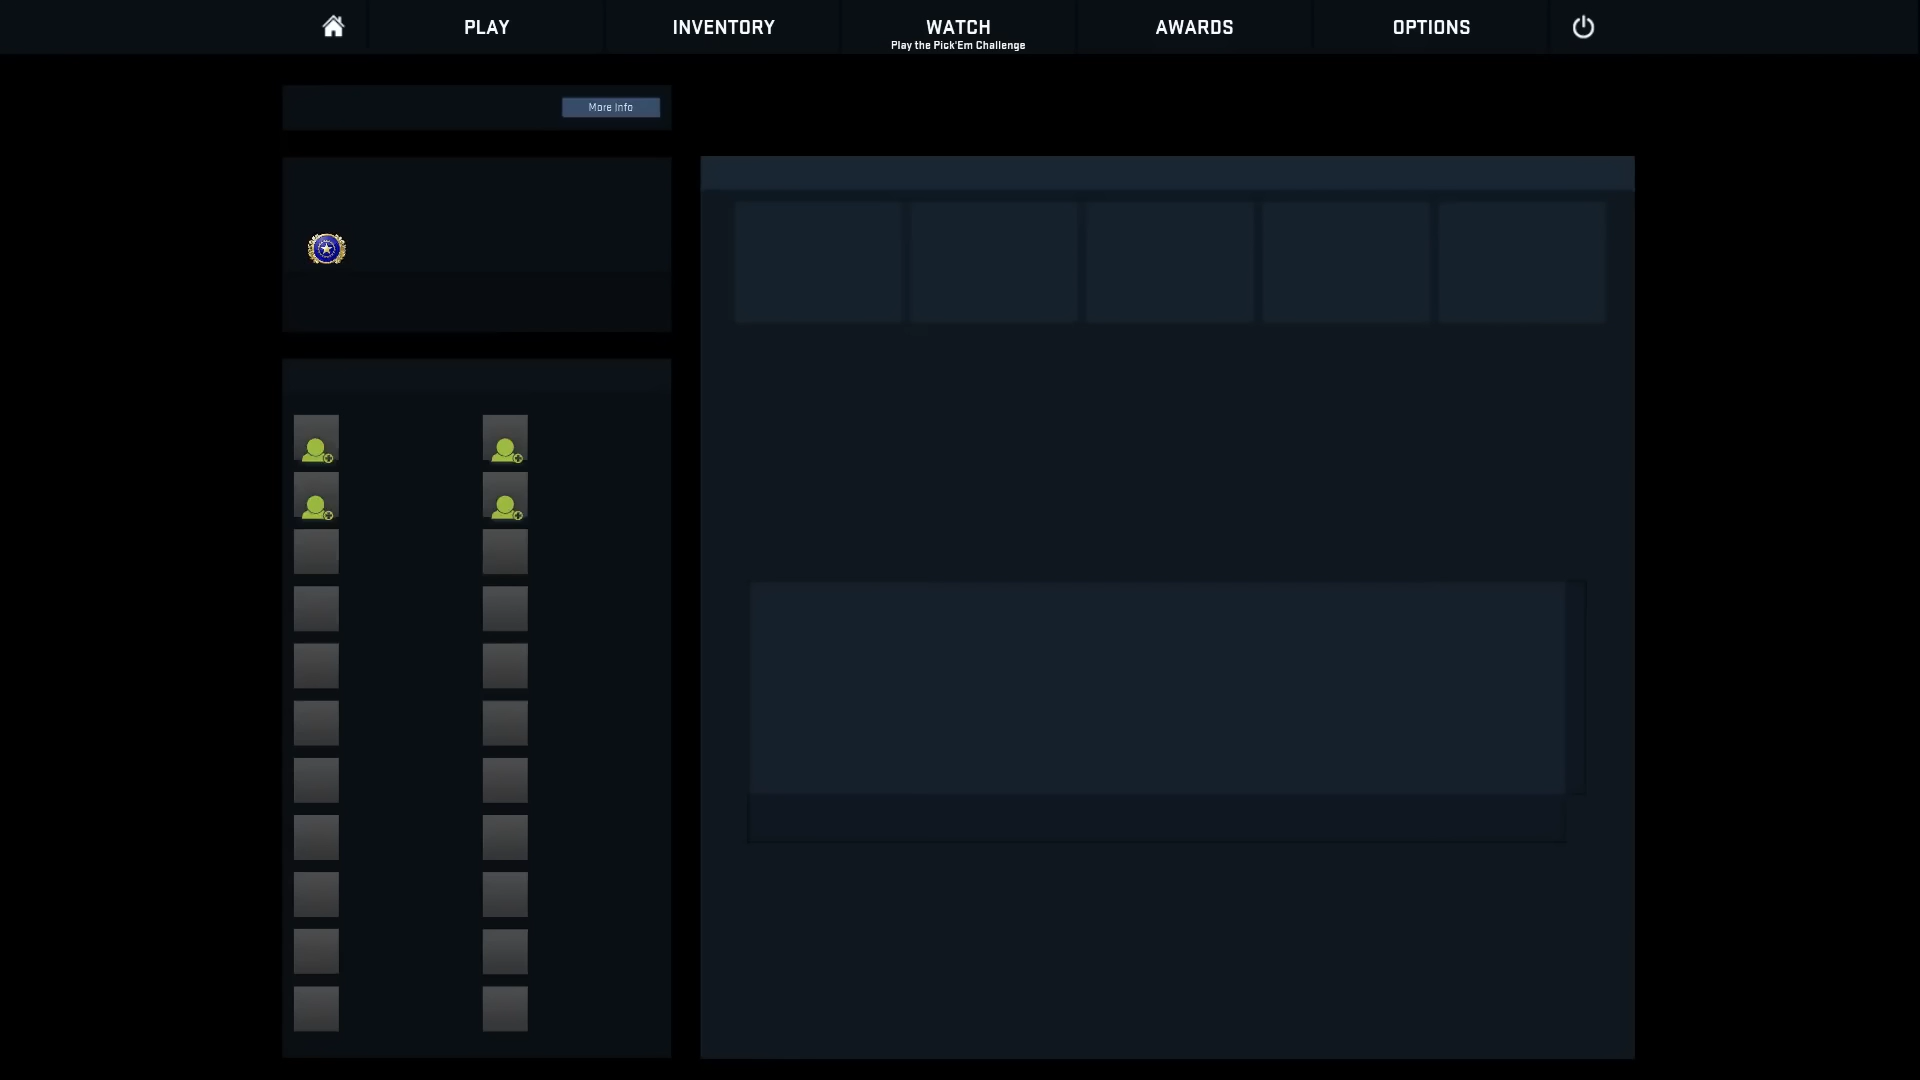 PLAY
INVENTORY
WATCH
AWARDS
OPTIONS
Play the Pick'Em Challenge
More Info